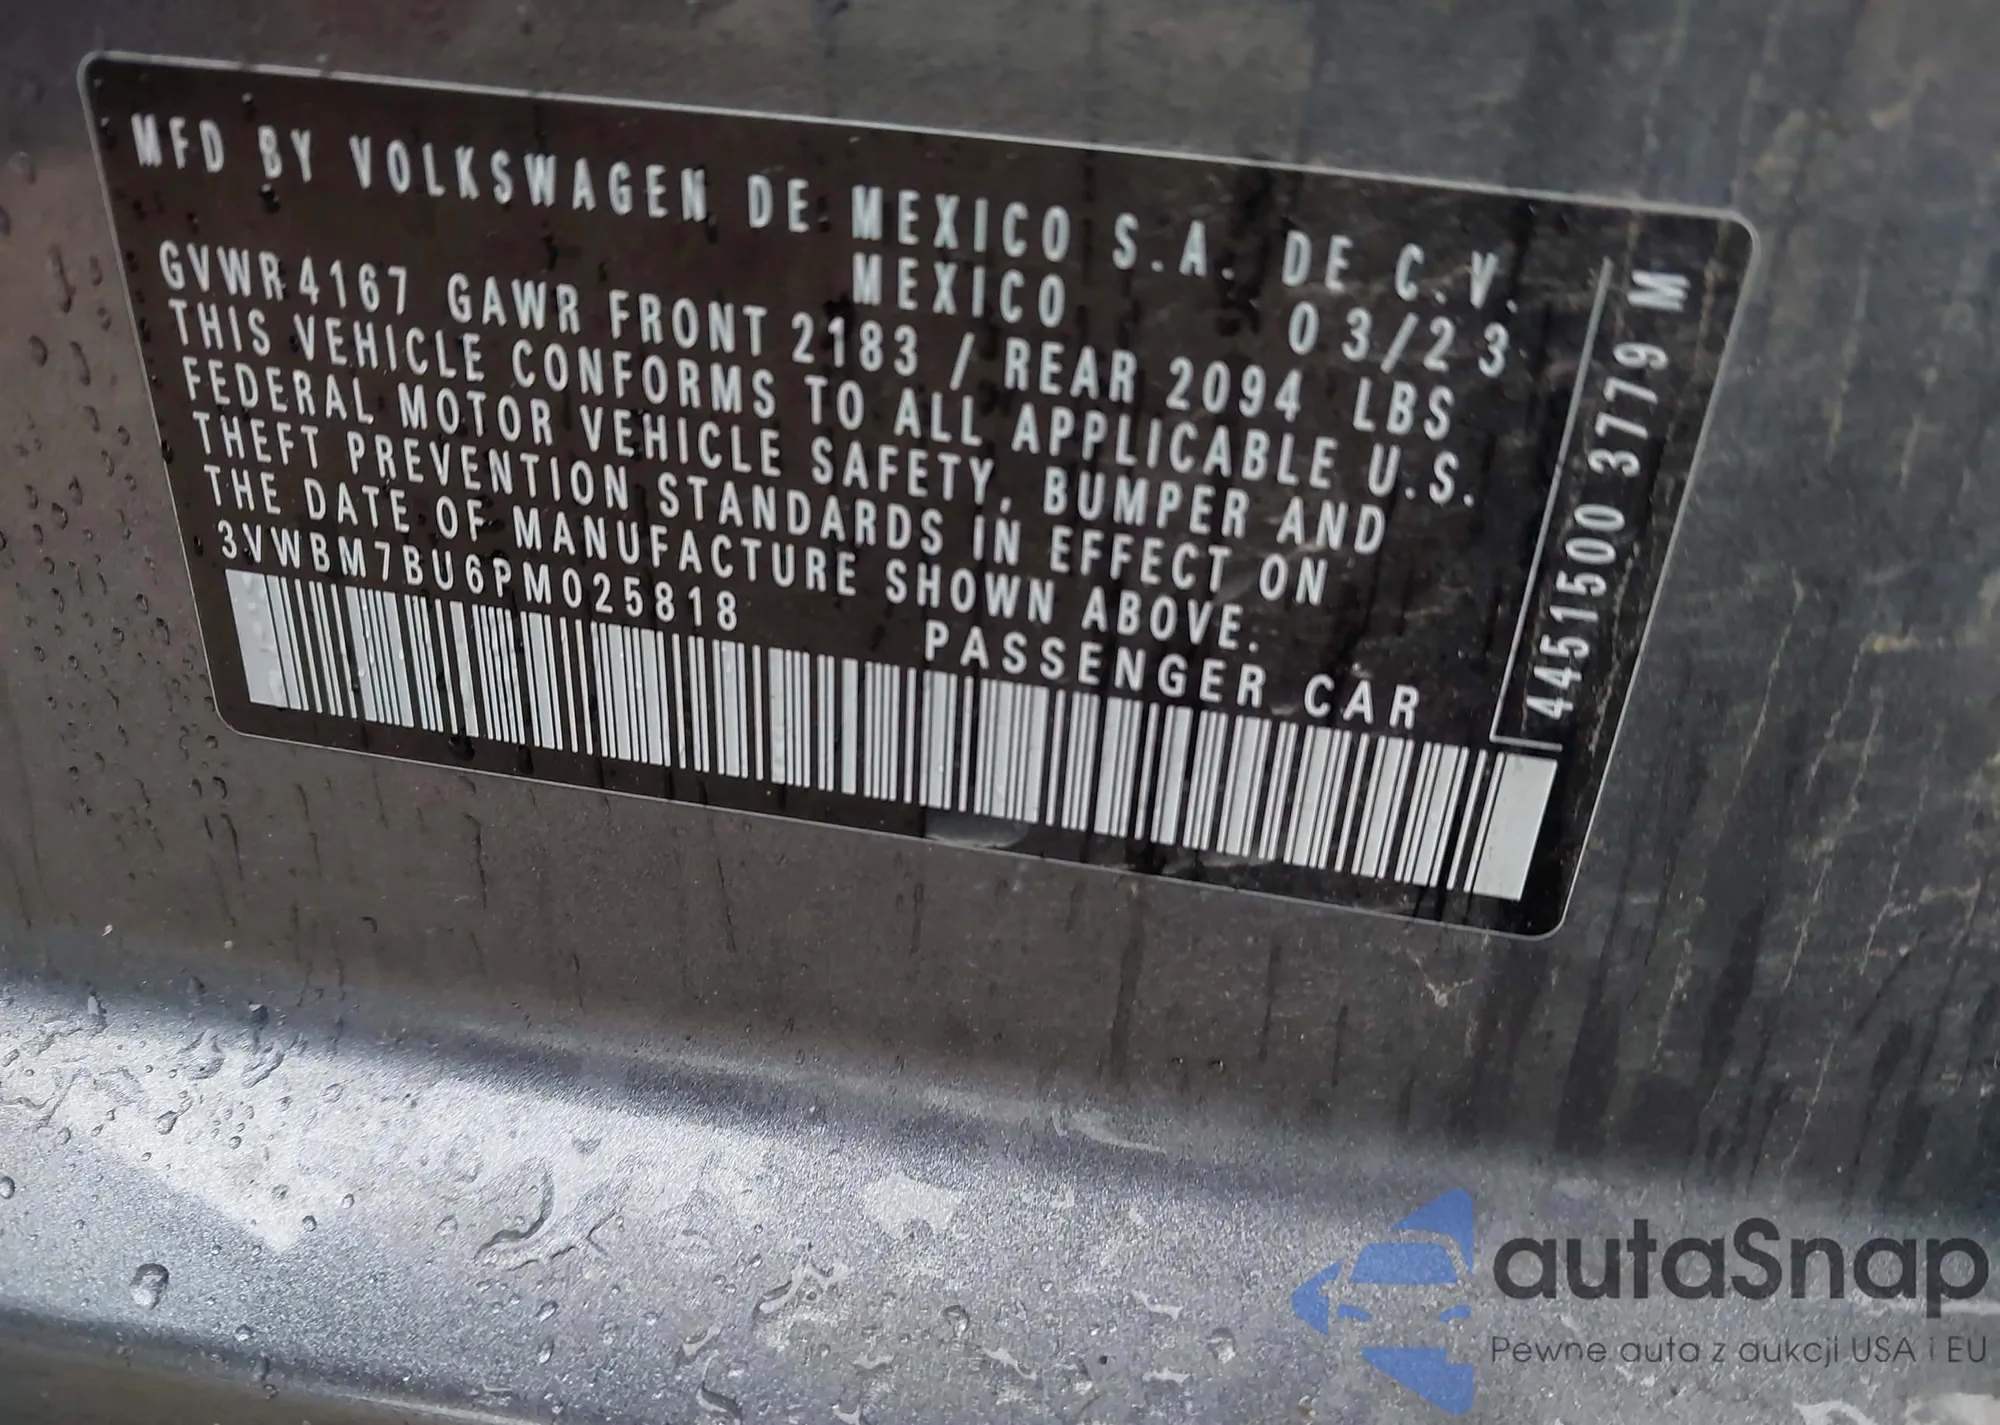 MFD BY VOLKSWAGEN DE MEXICO S.A. DE C.V.
MEXICO 03/23
GVWR 4167 GAWR FRONT 2183 / REAR 2094 LBS
THIS VEHICLE CONFORMS TO ALL APPLICABLE U.S.
FEDERAL MOTOR VEHICLE SAFETY, BUMPER AND
THEFT PREVENTION STANDARDS IN EFFECT ON
THE DATE OF MANUFACTURE SHOWN ABOVE.
3VWBM7BU6PM025818 PASSENGER CAR
4451500 3779 M
autaSnap
Pewne auta z aukcji USA i EU